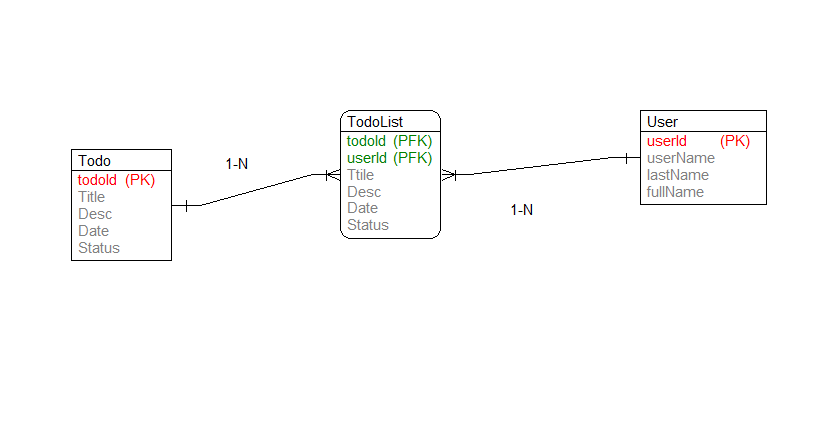 Todo
todoId (PK)
Title
Desc
Date
Status
1-N
TodoList
todoId (PFK)
userId (PFK)
Ttile
Desc
Date
Status
1-N
User
userId (PK)
userName
lastName
fullName